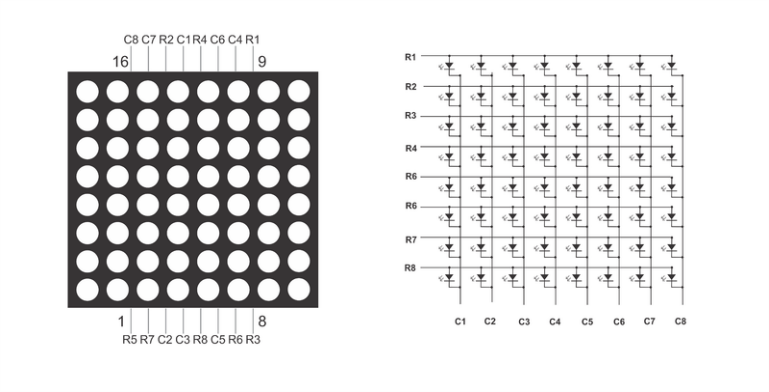 C8 C7 R2 C1 R4 C6 C4 R1
16 9
1 8
R5 R7 C2 C3 R8 C5 R6 R3
R1
R2
R3
R4
R6
R6
R7
R8
C1 C2 C3 C4 C5 C6 C7 C8